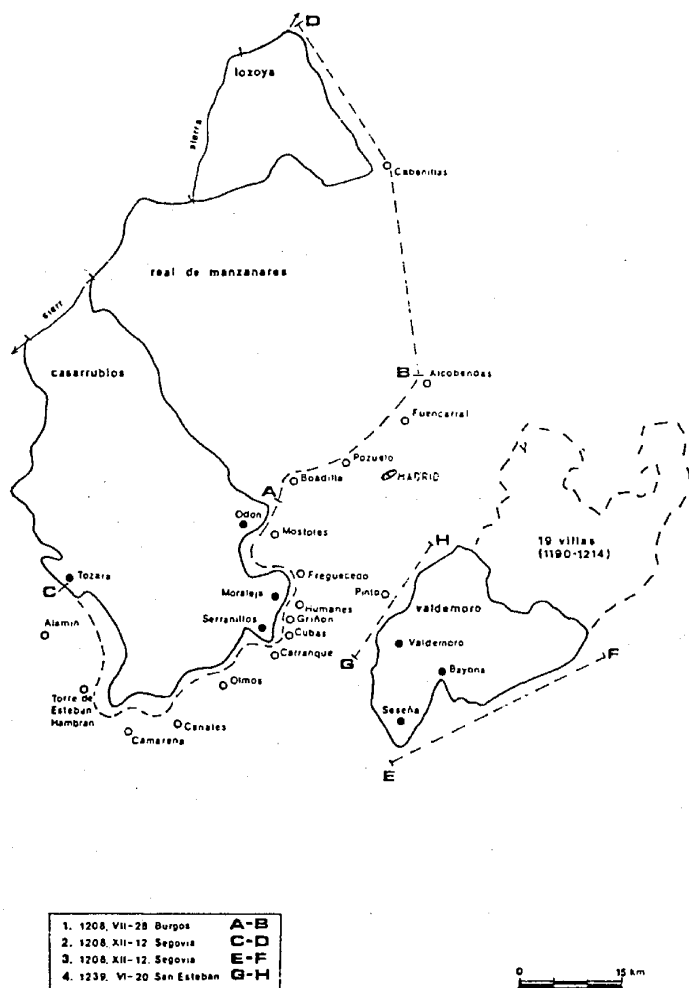 D
lozoya
sierra
Cabanillas
real de manzanares
sierr
casarrubios
B
Alcobendas
Fuencarral
Pozuelo
MADRID
Boadilla
A
Odon
Mostoles
H
19 villas
(1190-1214)
C
Tozara
Freguecedo
Moraleja
Humanes
Pinto
valdemoro
Alamin
Serranillos
Griñon
Cubas
Carranque
Valdemoro
G
Bayona
F
Olmos
Torre de
Esteban
Hambran
Canales
Camarena
Seseña
E
1. 1208, VII-28 Burgos A-B
2. 1208, XII-12 Segovia C-D
3. 1208, XII-12. Segovia E-F
4. 1239. VI-20 San Esteban G-H
0 15 km